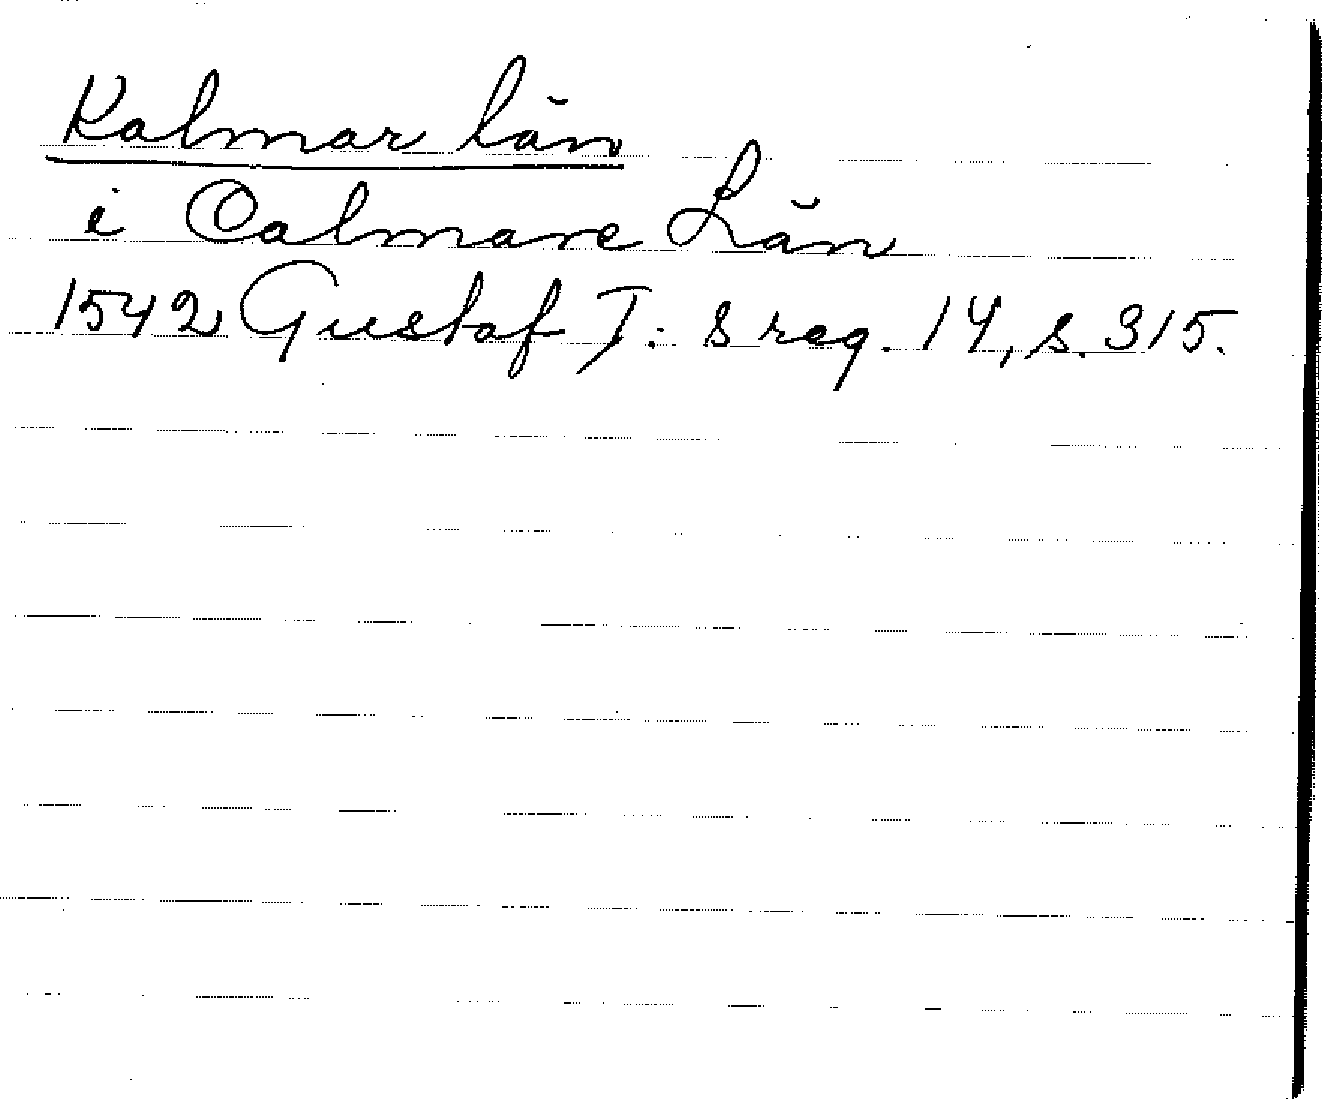 Kalmar län
i Calmare Län
1542 Gustaf I:s reg. 14, s. 315.